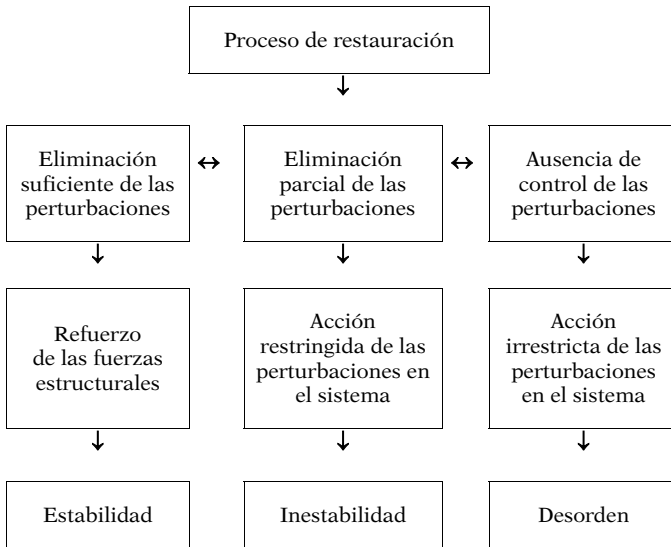 Proceso de restauración
Eliminación
suficiente de las
perturbaciones
Eliminación
parcial de las
perturbaciones
Ausencia de
control de las
perturbaciones
Refuerzo
de las fuerzas
estructurales
Acción
restringida de las
perturbaciones en
el sistema
Acción
irrestricta de las
perturbaciones
en el sistema
Estabilidad
Inestabilidad
Desorden